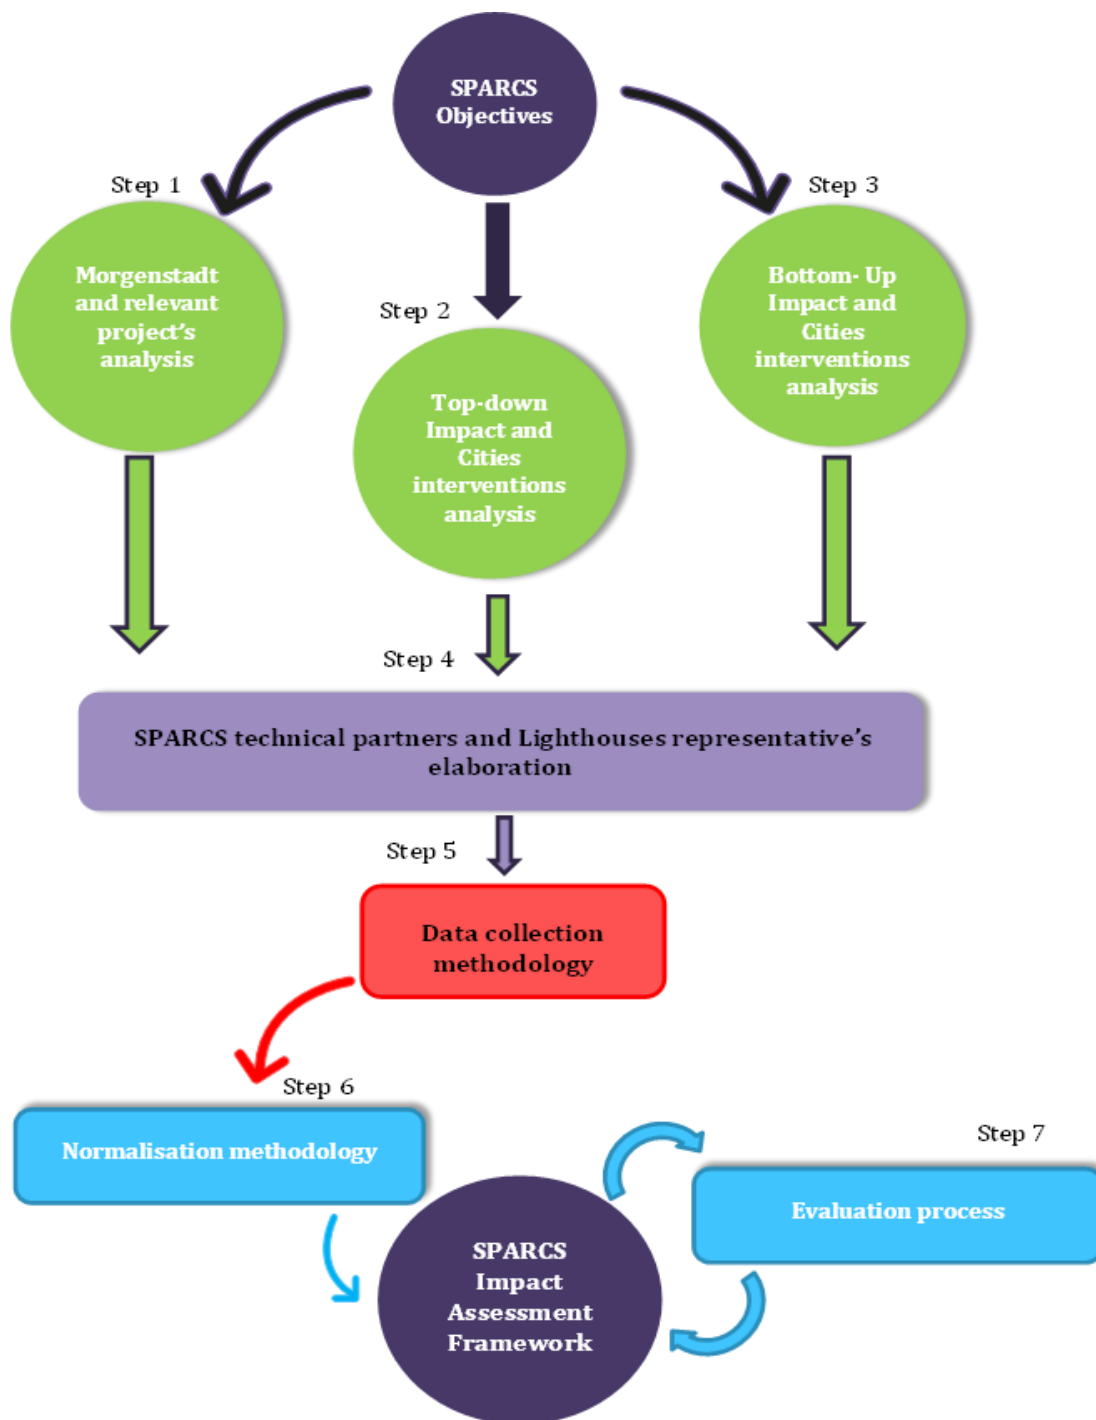 SPARCS
Objectives
Step 1
Step 3
Morgenstadt
and relevant
project’s
analysis
Step 2
Bottom- Up
Impact and
Cities
interventions
analysis
Top-down
Impact and
Cities
interventions
analysis
Step 4
SPARCS technical partners and Lighthouses representative’s
elaboration
Step 5
Data collection
methodology
Step 6
Normalisation methodology
Step 7
Evaluation process
SPARCS
Impact
Assessment
Framework